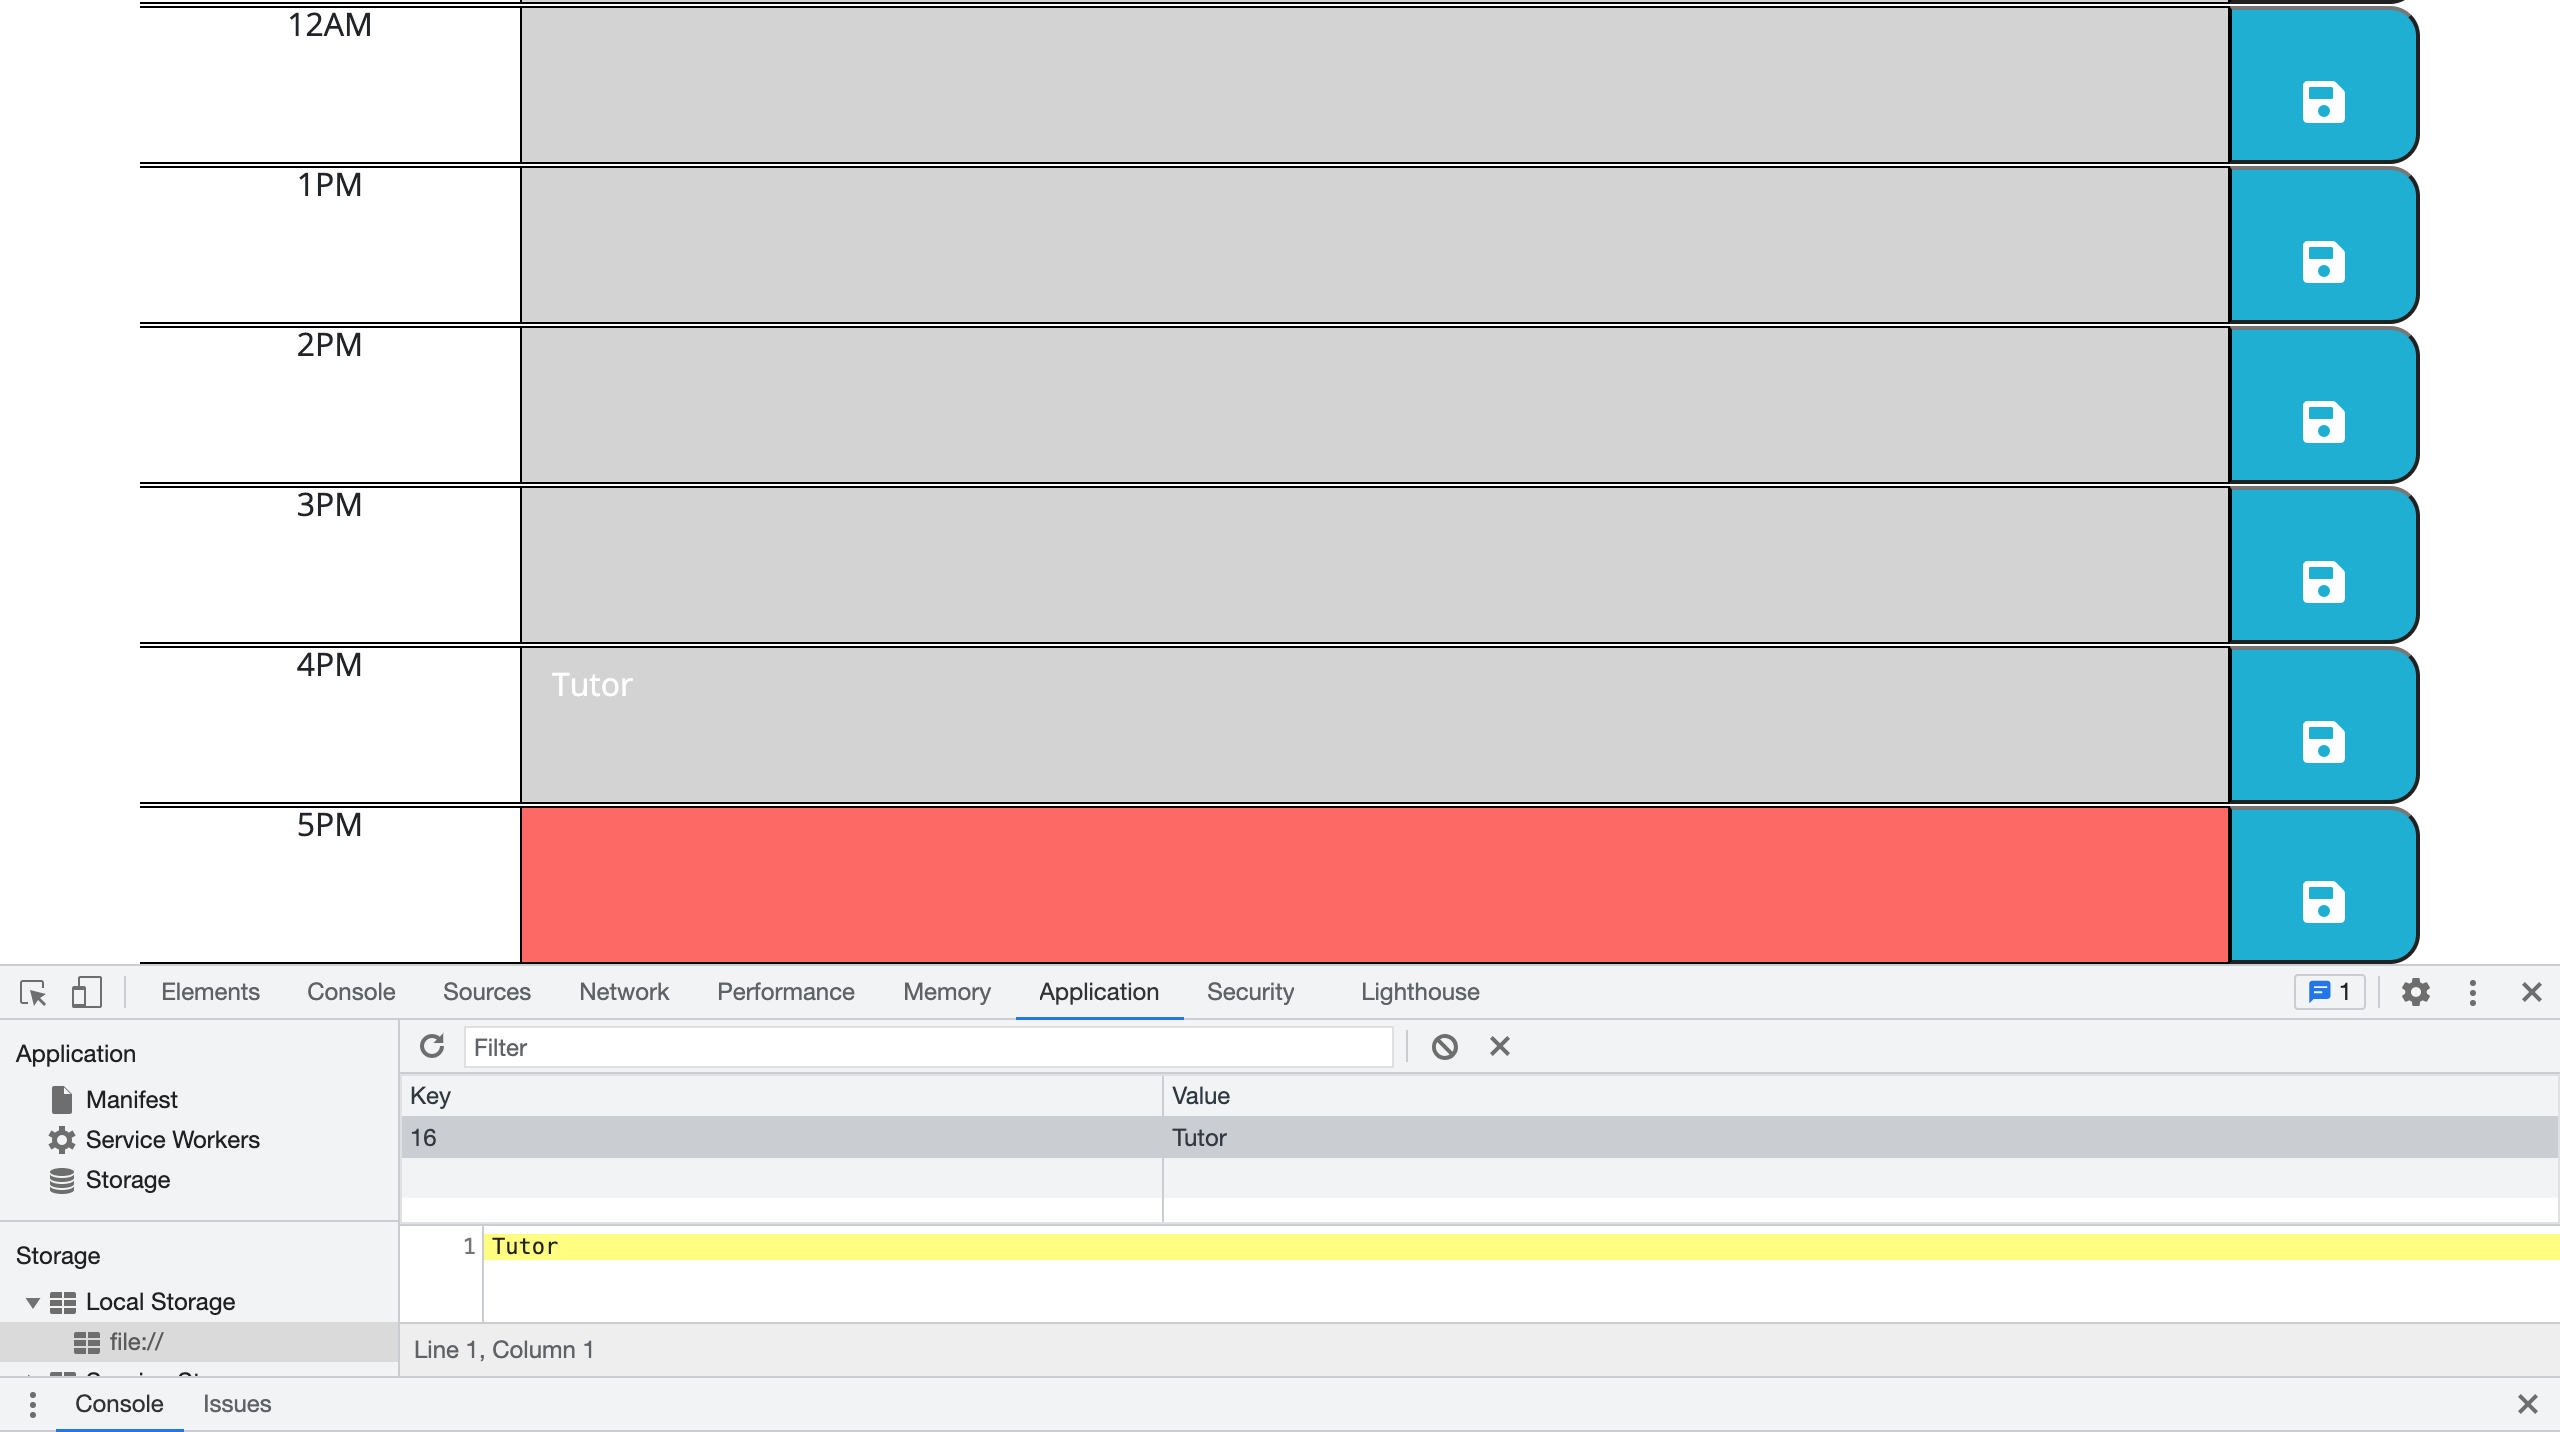 12AM
1PM
2PM
3PM
4PM
Tutor
5PM
Elements Console Sources Network Performance Memory Application Security Lighthouse 1
Application
Manifest
Service Workers
Storage
Storage
Local Storage
file://
Filter
Key Value
16 Tutor
1 Tutor
Line 1, Column 1
Console Issues